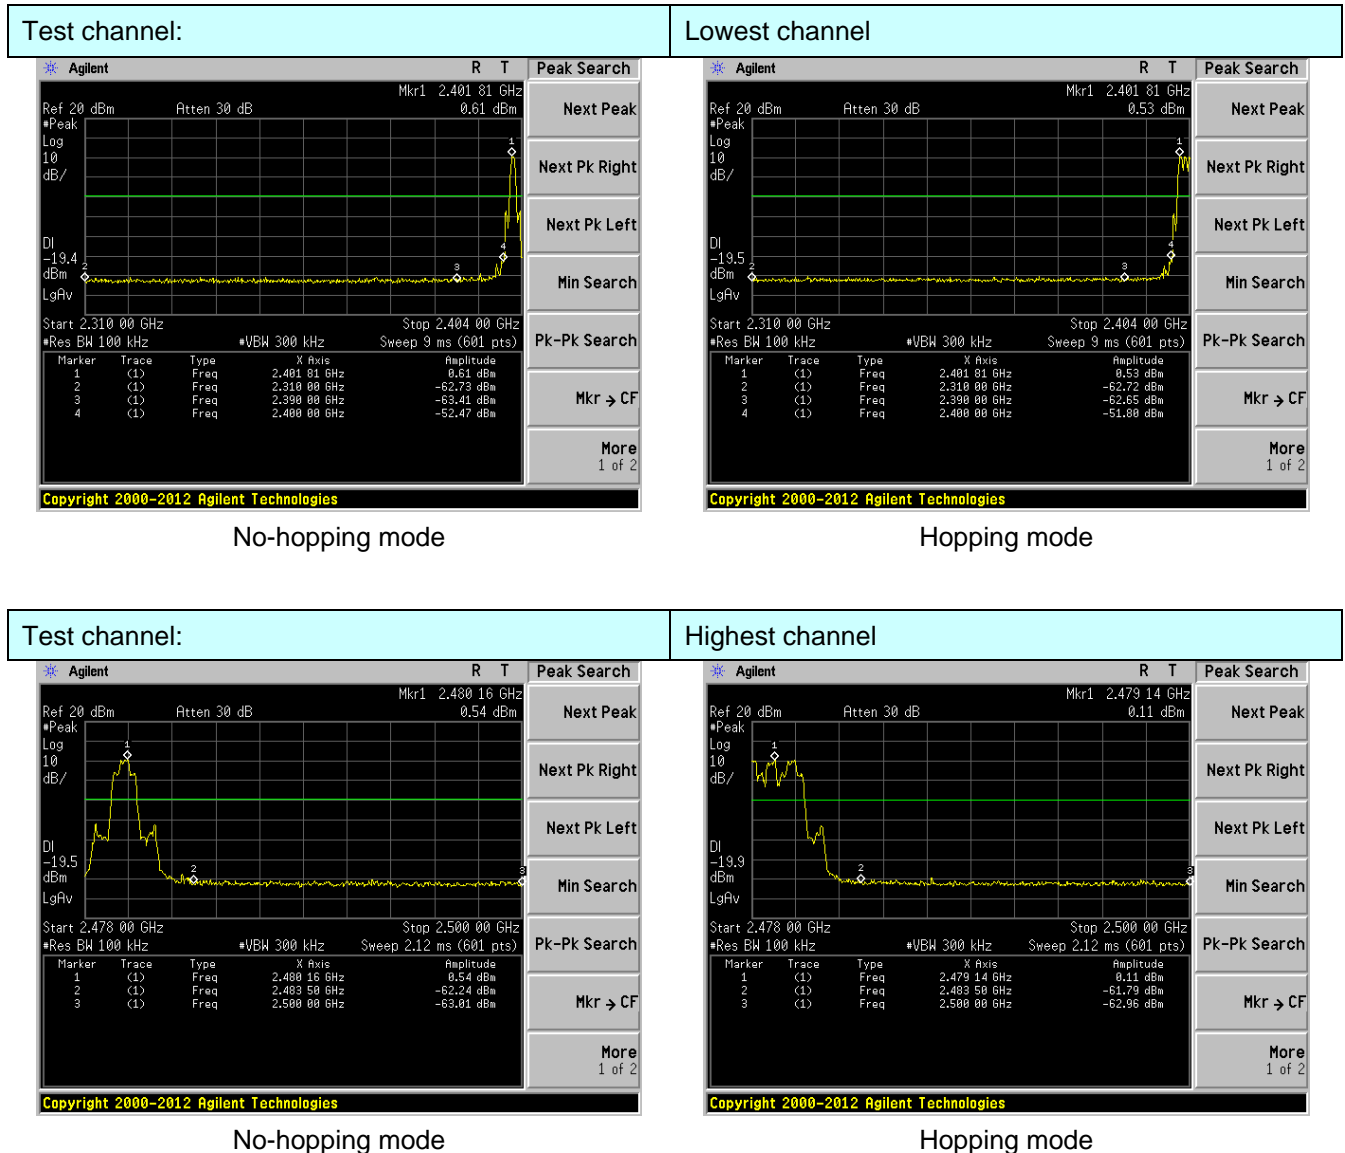 Test channel: Lowest channel
Agilent R T Peak Search
Mkr1 2.401 81 GHz
Ref 20 dBm Atten 30 dB 0.61 dBm
#Peak
Log
10
dB/
DI
-19.4
dBm
LgAv
1
2
3
4
Start 2.310 00 GHz Stop 2.404 00 GHz
#Res BW 100 kHz #VBW 300 kHz Sweep 9 ms (601 pts)
Marker Trace Type X Axis Amplitude
1 (1) Freq 2.401 81 GHz 0.61 dBm
2 (1) Freq 2.310 00 GHz -62.73 dBm
3 (1) Freq 2.390 00 GHz -63.41 dBm
4 (1) Freq 2.400 00 GHz -52.47 dBm
Next Peak
Next Pk Right
Next Pk Left
Min Search
Pk-Pk Search
Mkr → CF
More
1 of 2
Copyright 2000-2012 Agilent Technologies
No-hopping mode
Agilent R T Peak Search
Mkr1 2.401 81 GHz
Ref 20 dBm Atten 30 dB 0.53 dBm
#Peak
Log
10
dB/
DI
-19.5
dBm
LgAv
1
2
3
4
Start 2.310 00 GHz Stop 2.404 00 GHz
#Res BW 100 kHz #VBW 300 kHz Sweep 9 ms (601 pts)
Marker Trace Type X Axis Amplitude
1 (1) Freq 2.401 81 GHz 0.53 dBm
2 (1) Freq 2.310 00 GHz -62.72 dBm
3 (1) Freq 2.390 00 GHz -62.65 dBm
4 (1) Freq 2.400 00 GHz -51.80 dBm
Next Peak
Next Pk Right
Next Pk Left
Min Search
Pk-Pk Search
Mkr → CF
More
1 of 2
Copyright 2000-2012 Agilent Technologies
Hopping mode
Test channel: Highest channel
Agilent R T Peak Search
Mkr1 2.480 16 GHz
Ref 20 dBm Atten 30 dB 0.54 dBm
#Peak
Log
10
dB/
DI
-19.5
dBm
LgAv
1
2
3
Start 2.478 00 GHz Stop 2.500 00 GHz
#Res BW 100 kHz #VBW 300 kHz Sweep 2.12 ms (601 pts)
Marker Trace Type X Axis Amplitude
1 (1) Freq 2.480 16 GHz 0.54 dBm
2 (1) Freq 2.483 50 GHz -62.24 dBm
3 (1) Freq 2.500 00 GHz -63.01 dBm
Next Peak
Next Pk Right
Next Pk Left
Min Search
Pk-Pk Search
Mkr → CF
More
1 of 2
Copyright 2000-2012 Agilent Technologies
No-hopping mode
Agilent R T Peak Search
Mkr1 2.479 14 GHz
Ref 20 dBm Atten 30 dB 0.11 dBm
#Peak
Log
10
dB/
DI
-19.9
dBm
LgAv
1
2
3
Start 2.478 00 GHz Stop 2.500 00 GHz
#Res BW 100 kHz #VBW 300 kHz Sweep 2.12 ms (601 pts)
Marker Trace Type X Axis Amplitude
1 (1) Freq 2.479 14 GHz 0.11 dBm
2 (1) Freq 2.483 50 GHz -61.79 dBm
3 (1) Freq 2.500 00 GHz -62.96 dBm
Next Peak
Next Pk Right
Next Pk Left
Min Search
Pk-Pk Search
Mkr → CF
More
1 of 2
Copyright 2000-2012 Agilent Technologies
Hopping mode